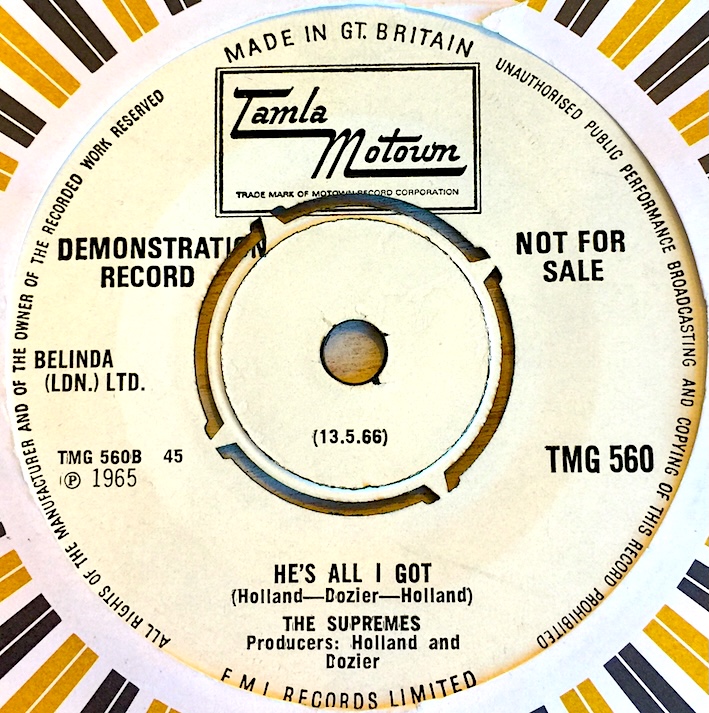 MADE IN GT. BRITAIN
Tamla
Motown
TRADE MARK OF MOTOWN RECORD CORPORATION
UNAUTHORISED PUBLIC PERFORMANCE BROADCASTING AND COPYING OF THIS RECORD PROHIBITED
ALL RIGHTS OF THE MANUFACTURER AND OF THE OWNER OF THE RECORDED WORK RESERVED
DEMONSTRATION
RECORD
NOT FOR
SALE
BELINDA
(LDN.) LTD.
(13.5.66)
TMG 560B 45
℗ 1965
TMG 560
HE'S ALL I GOT
(Holland—Dozier—Holland)
THE SUPREMES
Producers: Holland and
Dozier
E.M.I. RECORDS LIMITED